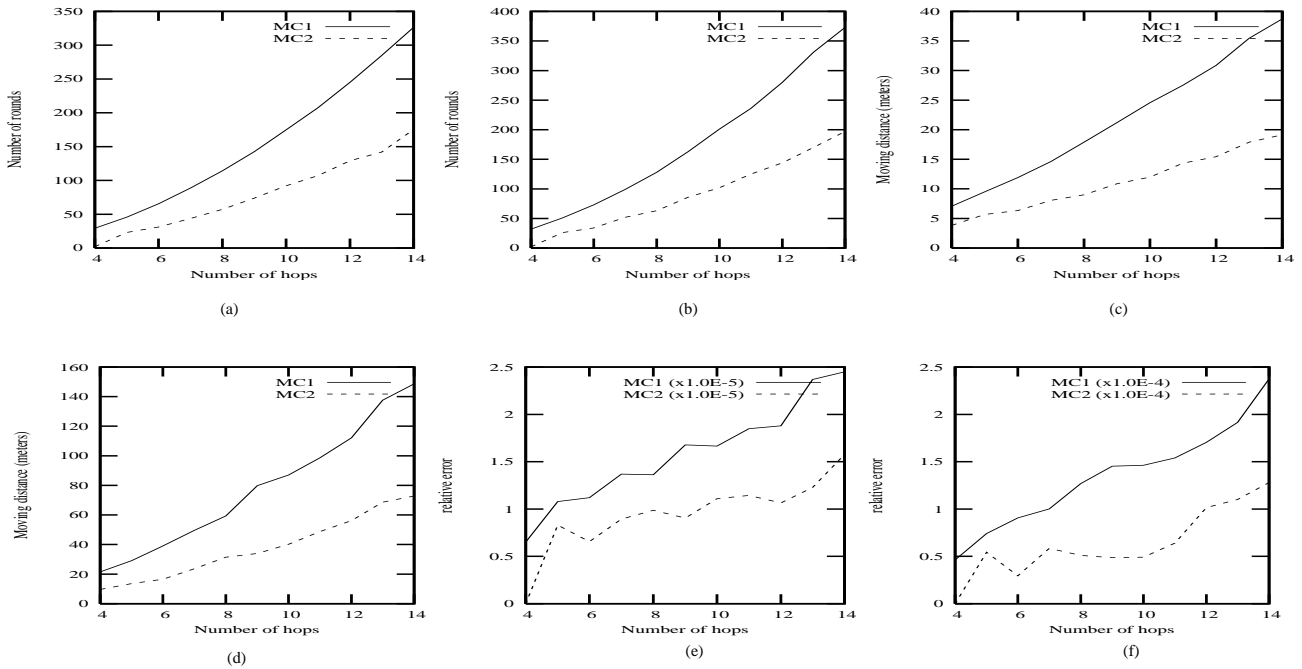 350
300
250
200
150
100
50
0
Number of rounds
MC1
MC2
4 6 8 10 12 14
Number of hops
(a)
400
350
300
250
200
150
100
50
0
Number of rounds
MC1
MC2
4 6 8 10 12 14
Number of hops
(b)
40
35
30
25
20
15
10
5
0
Moving distance (meters)
MC1
MC2
4 6 8 10 12 14
Number of hops
(c)
160
140
120
100
80
60
40
20
0
Moving distance (meters)
MC1
MC2
4 6 8 10 12 14
Number of hops
(d)
2.5
2
1.5
1
0.5
0
relative error
MC1 (x1.0E-5)
MC2 (x1.0E-5)
4 6 8 10 12 14
Number of hops
(e)
2.5
2
1.5
1
0.5
0
relative error
MC1 (x1.0E-4)
MC2 (x1.0E-4)
4 6 8 10 12 14
Number of hops
(f)